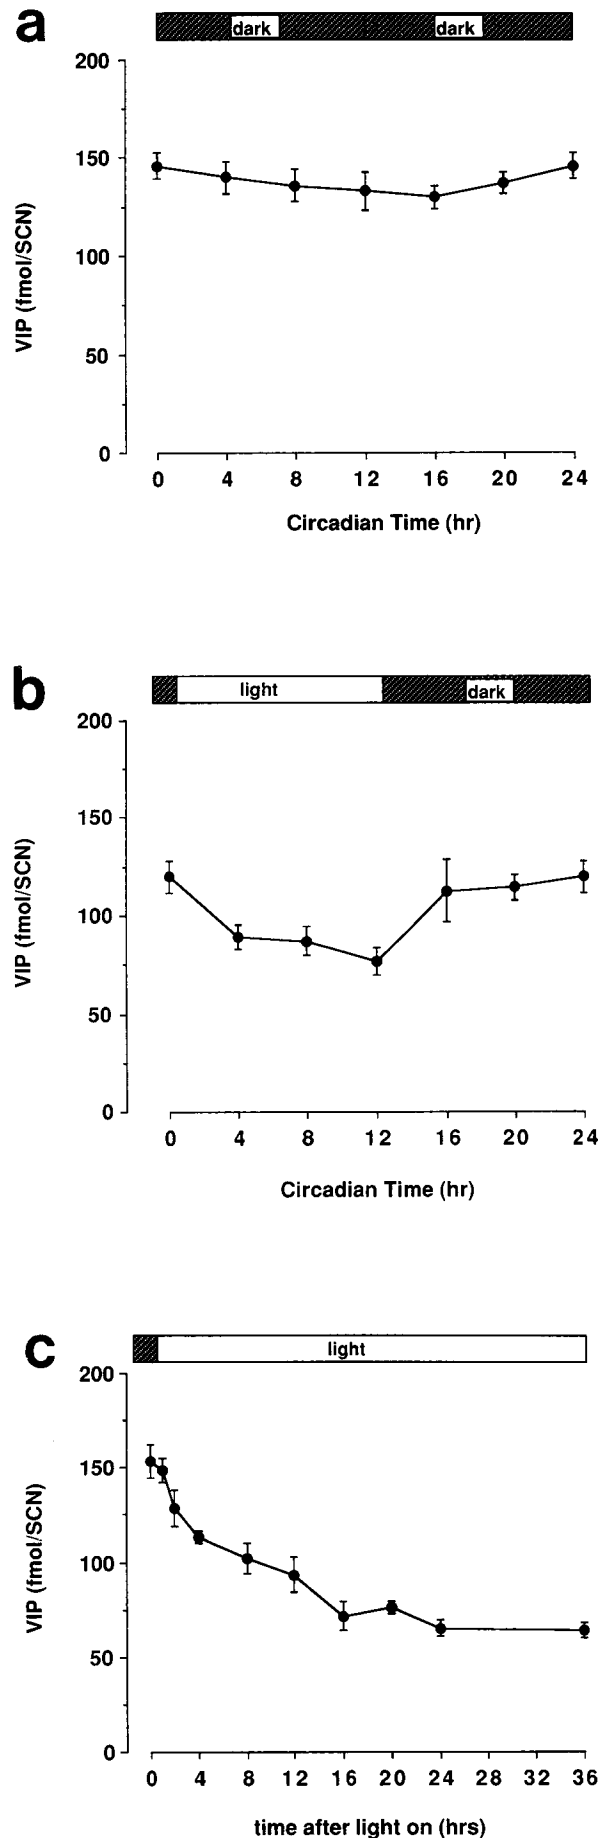 a
dark dark
200
150
100
50
0
VIP (fmol/SCN)
0 4 8 12 16 20 24
Circadian Time (hr)
b
light dark
200
150
100
50
0
VIP (fmol/SCN)
0 4 8 12 16 20 24
Circadian Time (hr)
c
light
200
150
100
50
0
VIP (fmol/SCN)
0 4 8 12 16 20 24 28 32 36
time after light on (hrs)